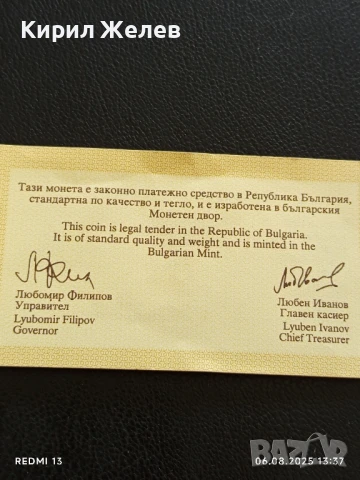 Кирил Желев
Тази монета е законно платежно средство в Република България,
стандартна по качество и тегло, и е изработена в българския
Монетен двор.
This coin is legal tender in the Republic of Bulgaria.
It is of standard quality and weight and is minted in the
Bulgarian Mint.
Любомир Филипов
Управител
Lyubomir Filipov
Governor
Любен Иванов
Главен касиер
Lyuben Ivanov
Chief Treasurer
REDMI 13
06.08.2025 13:37
BAZAR